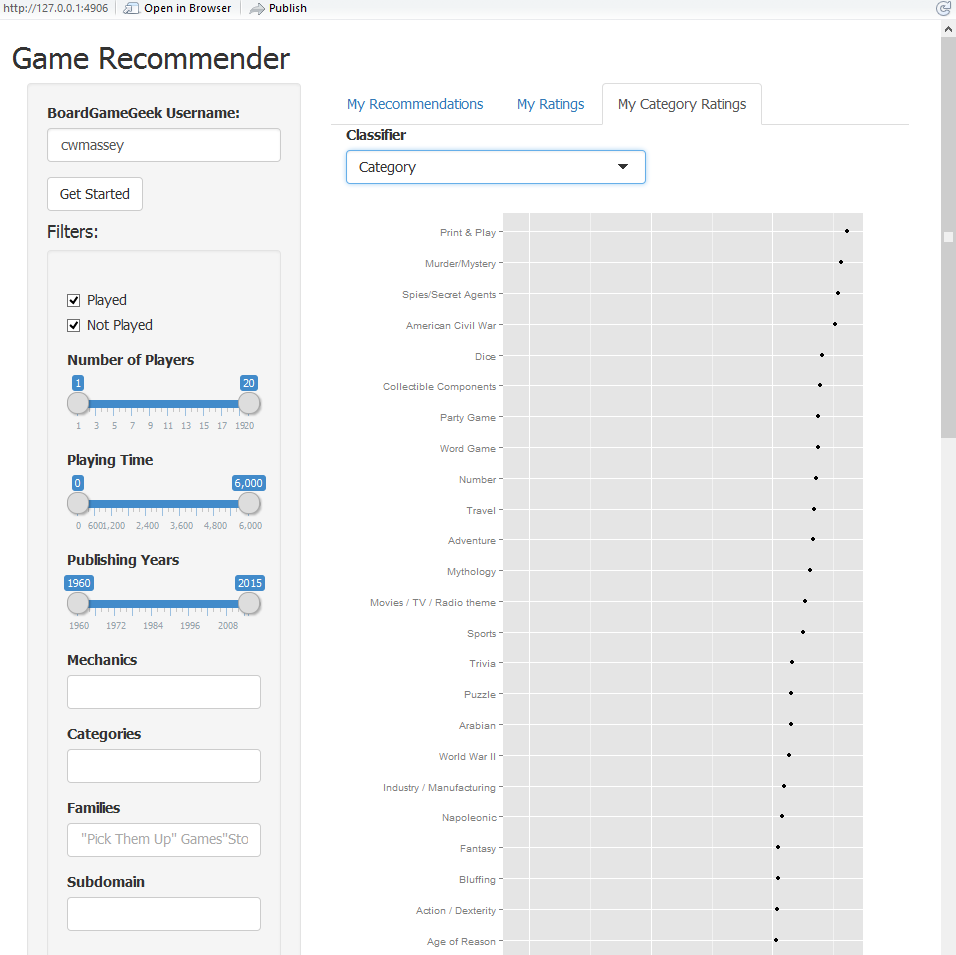 http://127.0.0.1:4906 Open in Browser Publish
Game Recommender
BoardGameGeek Username:
cwmassey
Get Started
Filters:
Played
Not Played
Number of Players
1 20
1 3 5 7 9 11 13 15 17 19 20
Playing Time
0 6,000
0 600 1,200 2,400 3,600 4,800 6,000
Publishing Years
1960 2015
1960 1972 1984 1996 2008
Mechanics
Categories
Families
"Pick Them Up" Games"Sto
Subdomain
My Recommendations My Ratings My Category Ratings
Classifier
Category
Print & Play
Murder/Mystery
Spies/Secret Agents
American Civil War
Dice
Collectible Components
Party Game
Word Game
Number
Travel
Adventure
Mythology
Movies / TV / Radio theme
Sports
Trivia
Puzzle
Arabian
World War II
Industry / Manufacturing
Napoleonic
Fantasy
Bluffing
Action / Dexterity
Age of Reason